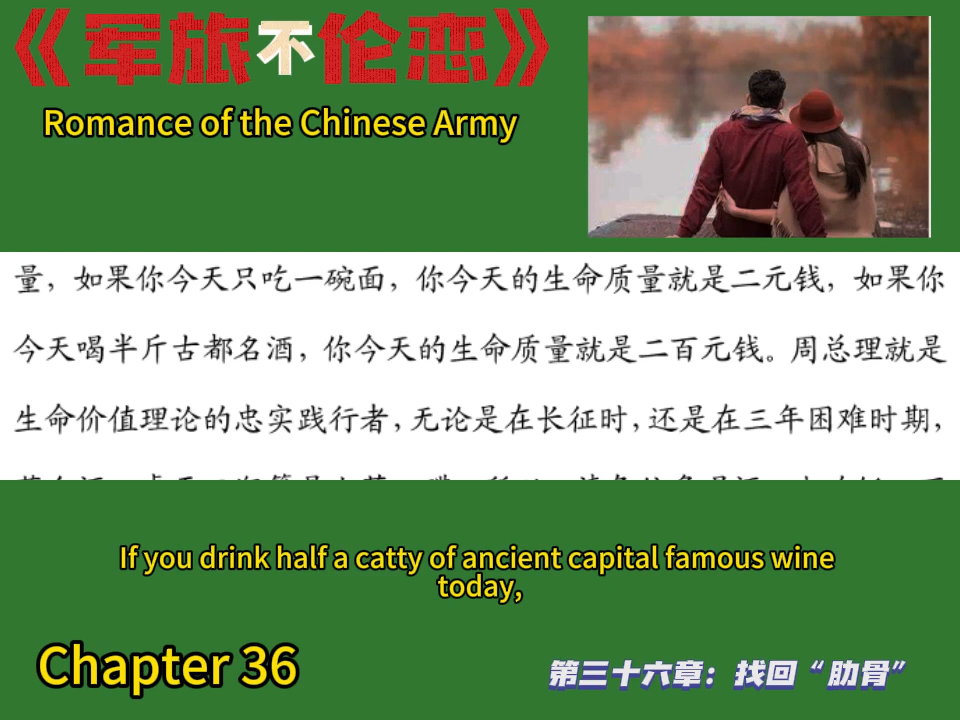 《军旅不伦恋》
Romance of the Chinese Army
量，如果你今天只吃一碗面，你今天的生命质量就是二元钱，如果你
今天喝半斤古都名酒，你今天的生命质量就是二百元钱。周总理就是
生命价值理论的忠实践行者，无论是在长征时，还是在三年困难时期，
If you drink half a catty of ancient capital famous wine
today,
Chapter 36
第三十六章：找回“肋骨”